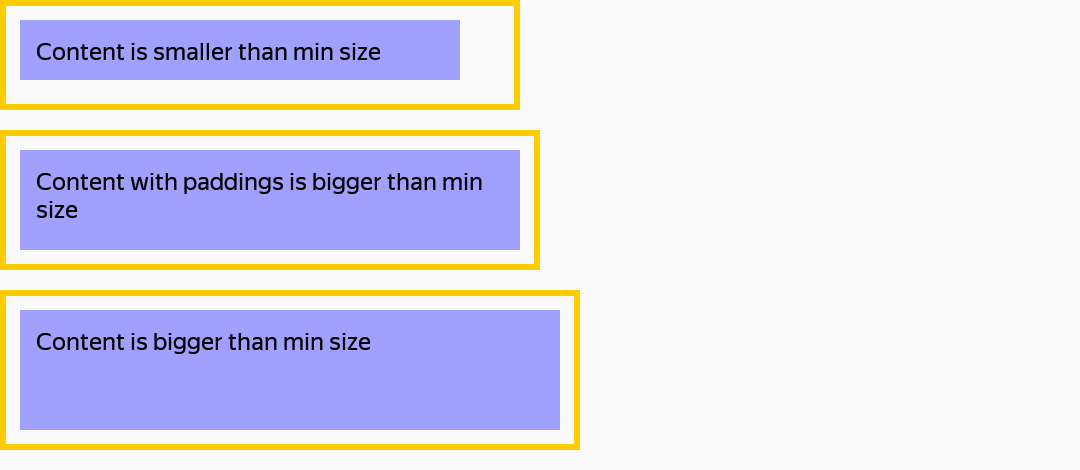 Content is smaller than min size
Content with paddings is bigger than min
size
Content is bigger than min size